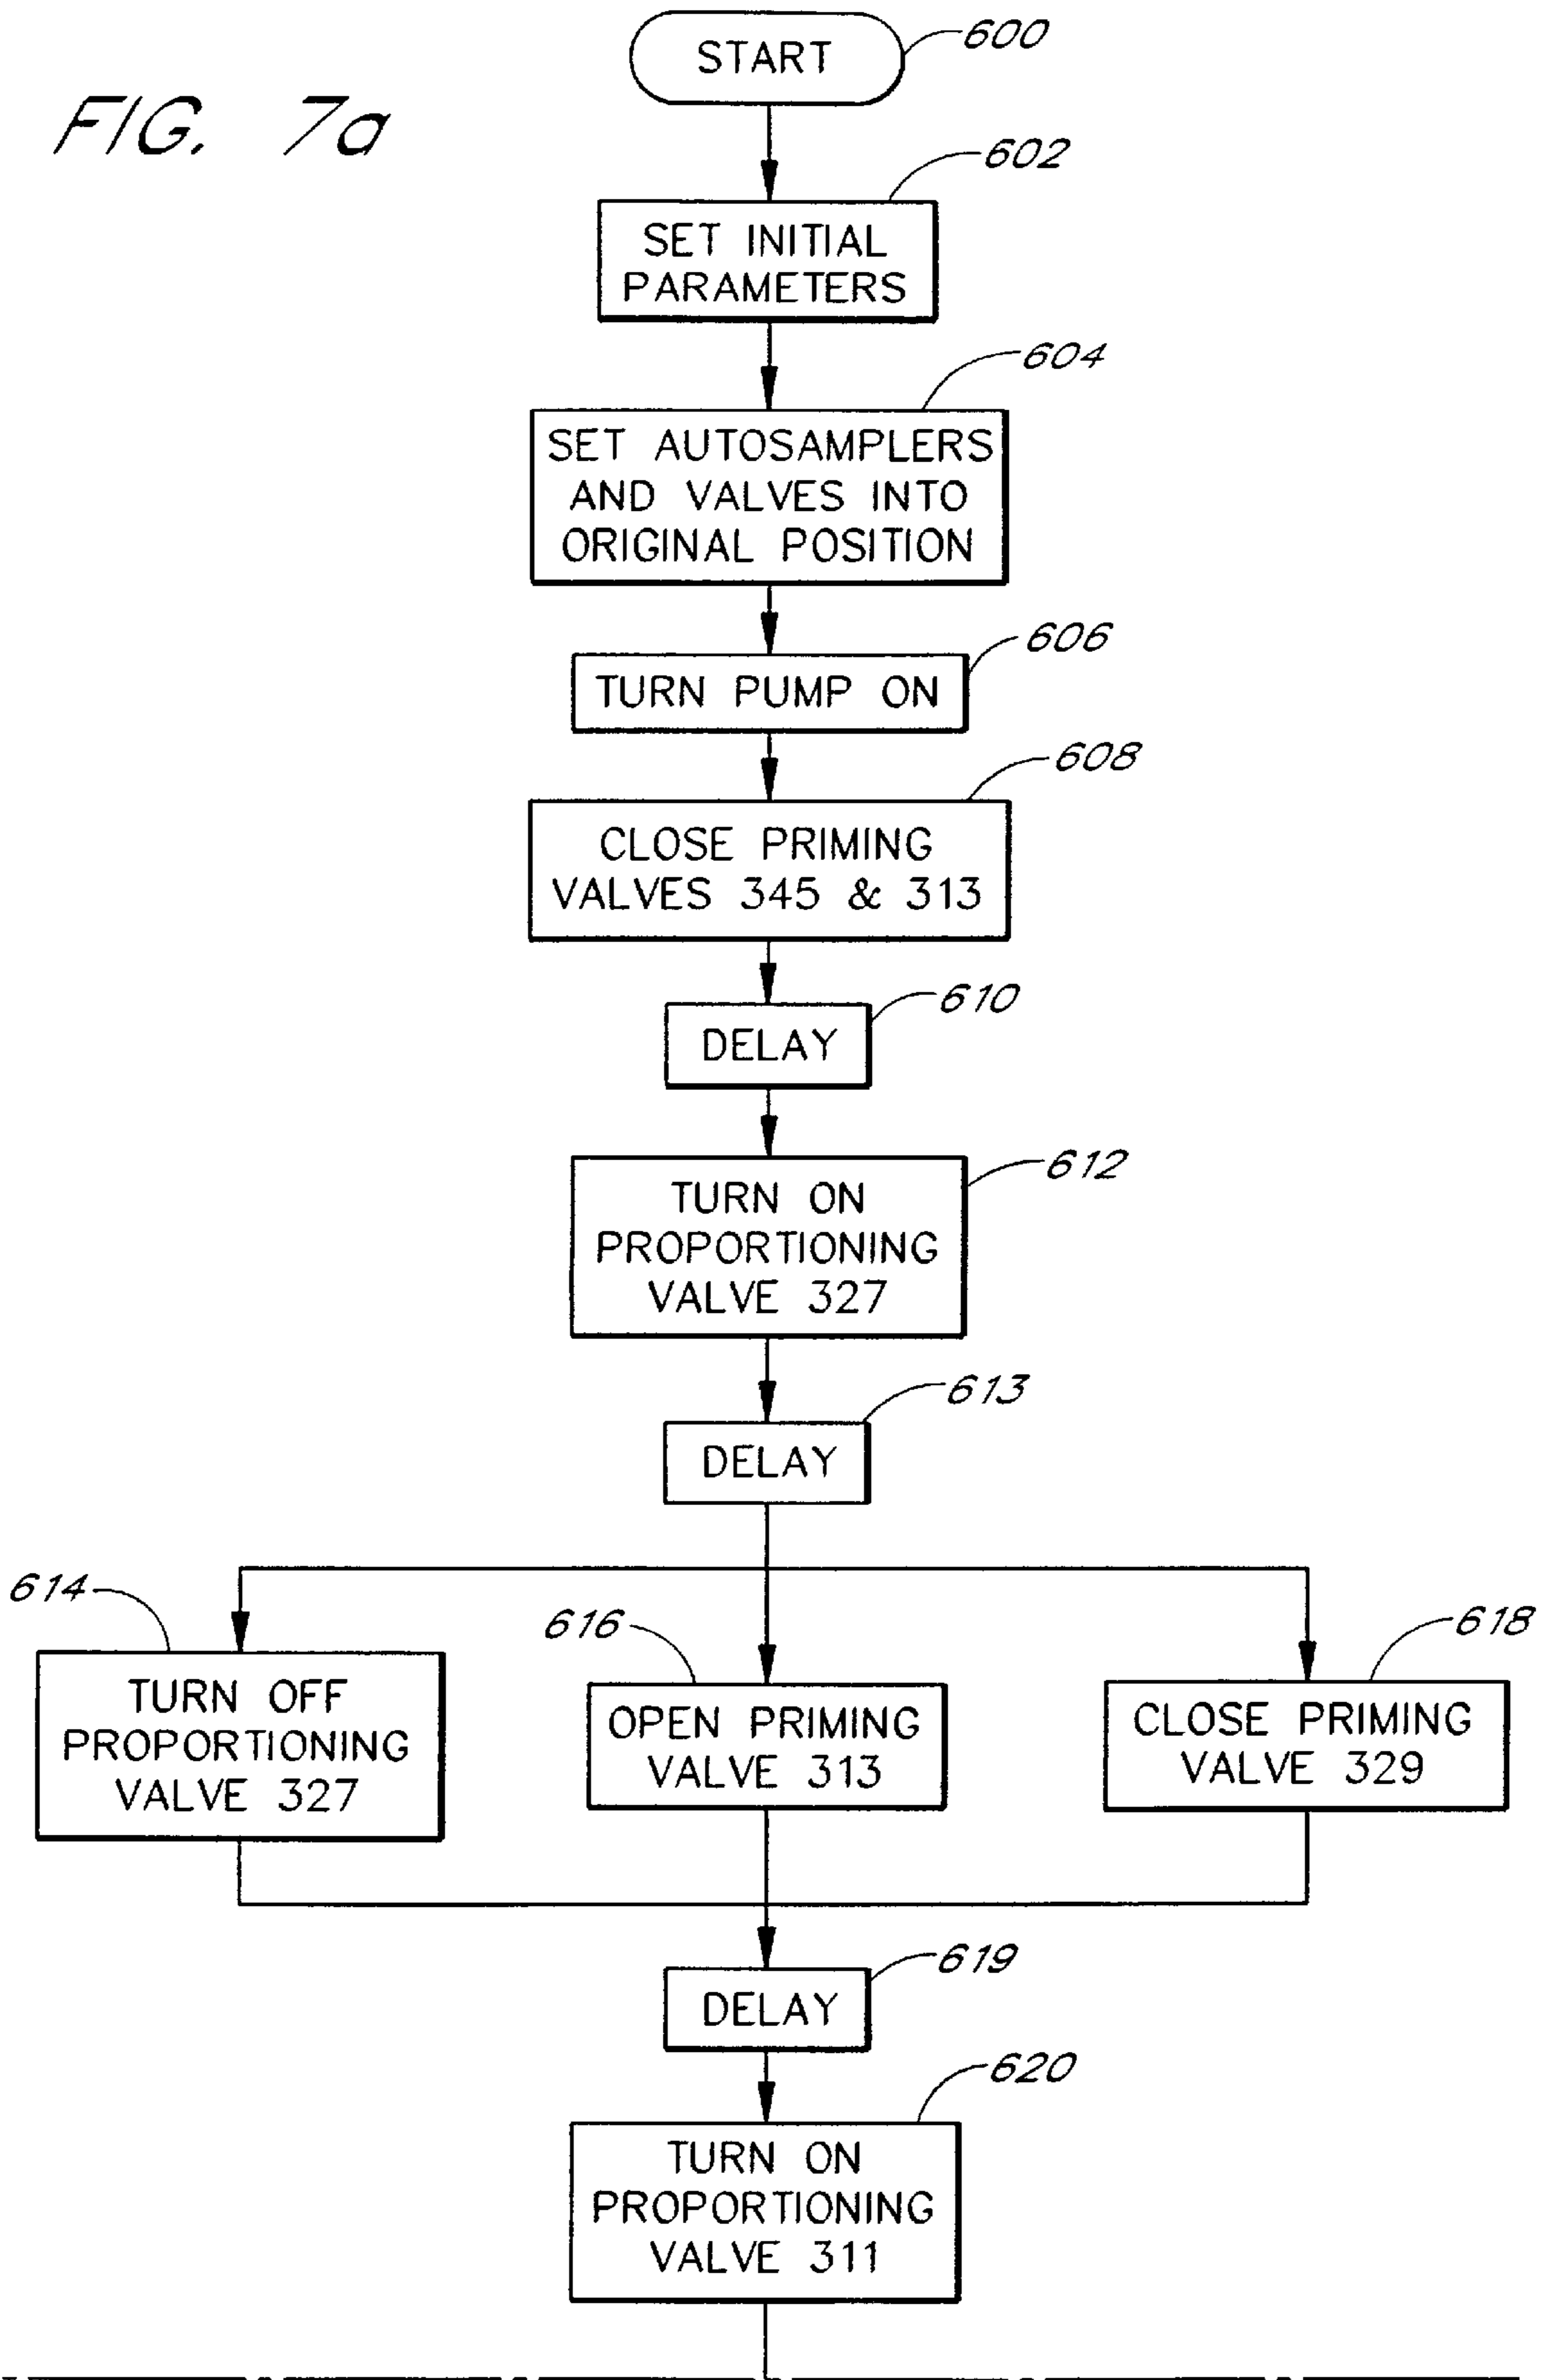 START
600
FIG. 7a
602
SET INITIAL
PARAMETERS
604
SET AUTOSAMPLERS
AND VALVES INTO
ORIGINAL POSITION
606
TURN PUMP ON
608
CLOSE PRIMING
VALVES 345 & 313
610
DELAY
612
TURN ON
PROPORTIONING
VALVE 327
613
DELAY
614
TURN OFF
PROPORTIONING
VALVE 327
616
OPEN PRIMING
VALVE 313
618
CLOSE PRIMING
VALVE 329
619
DELAY
620
TURN ON
PROPORTIONING
VALVE 311